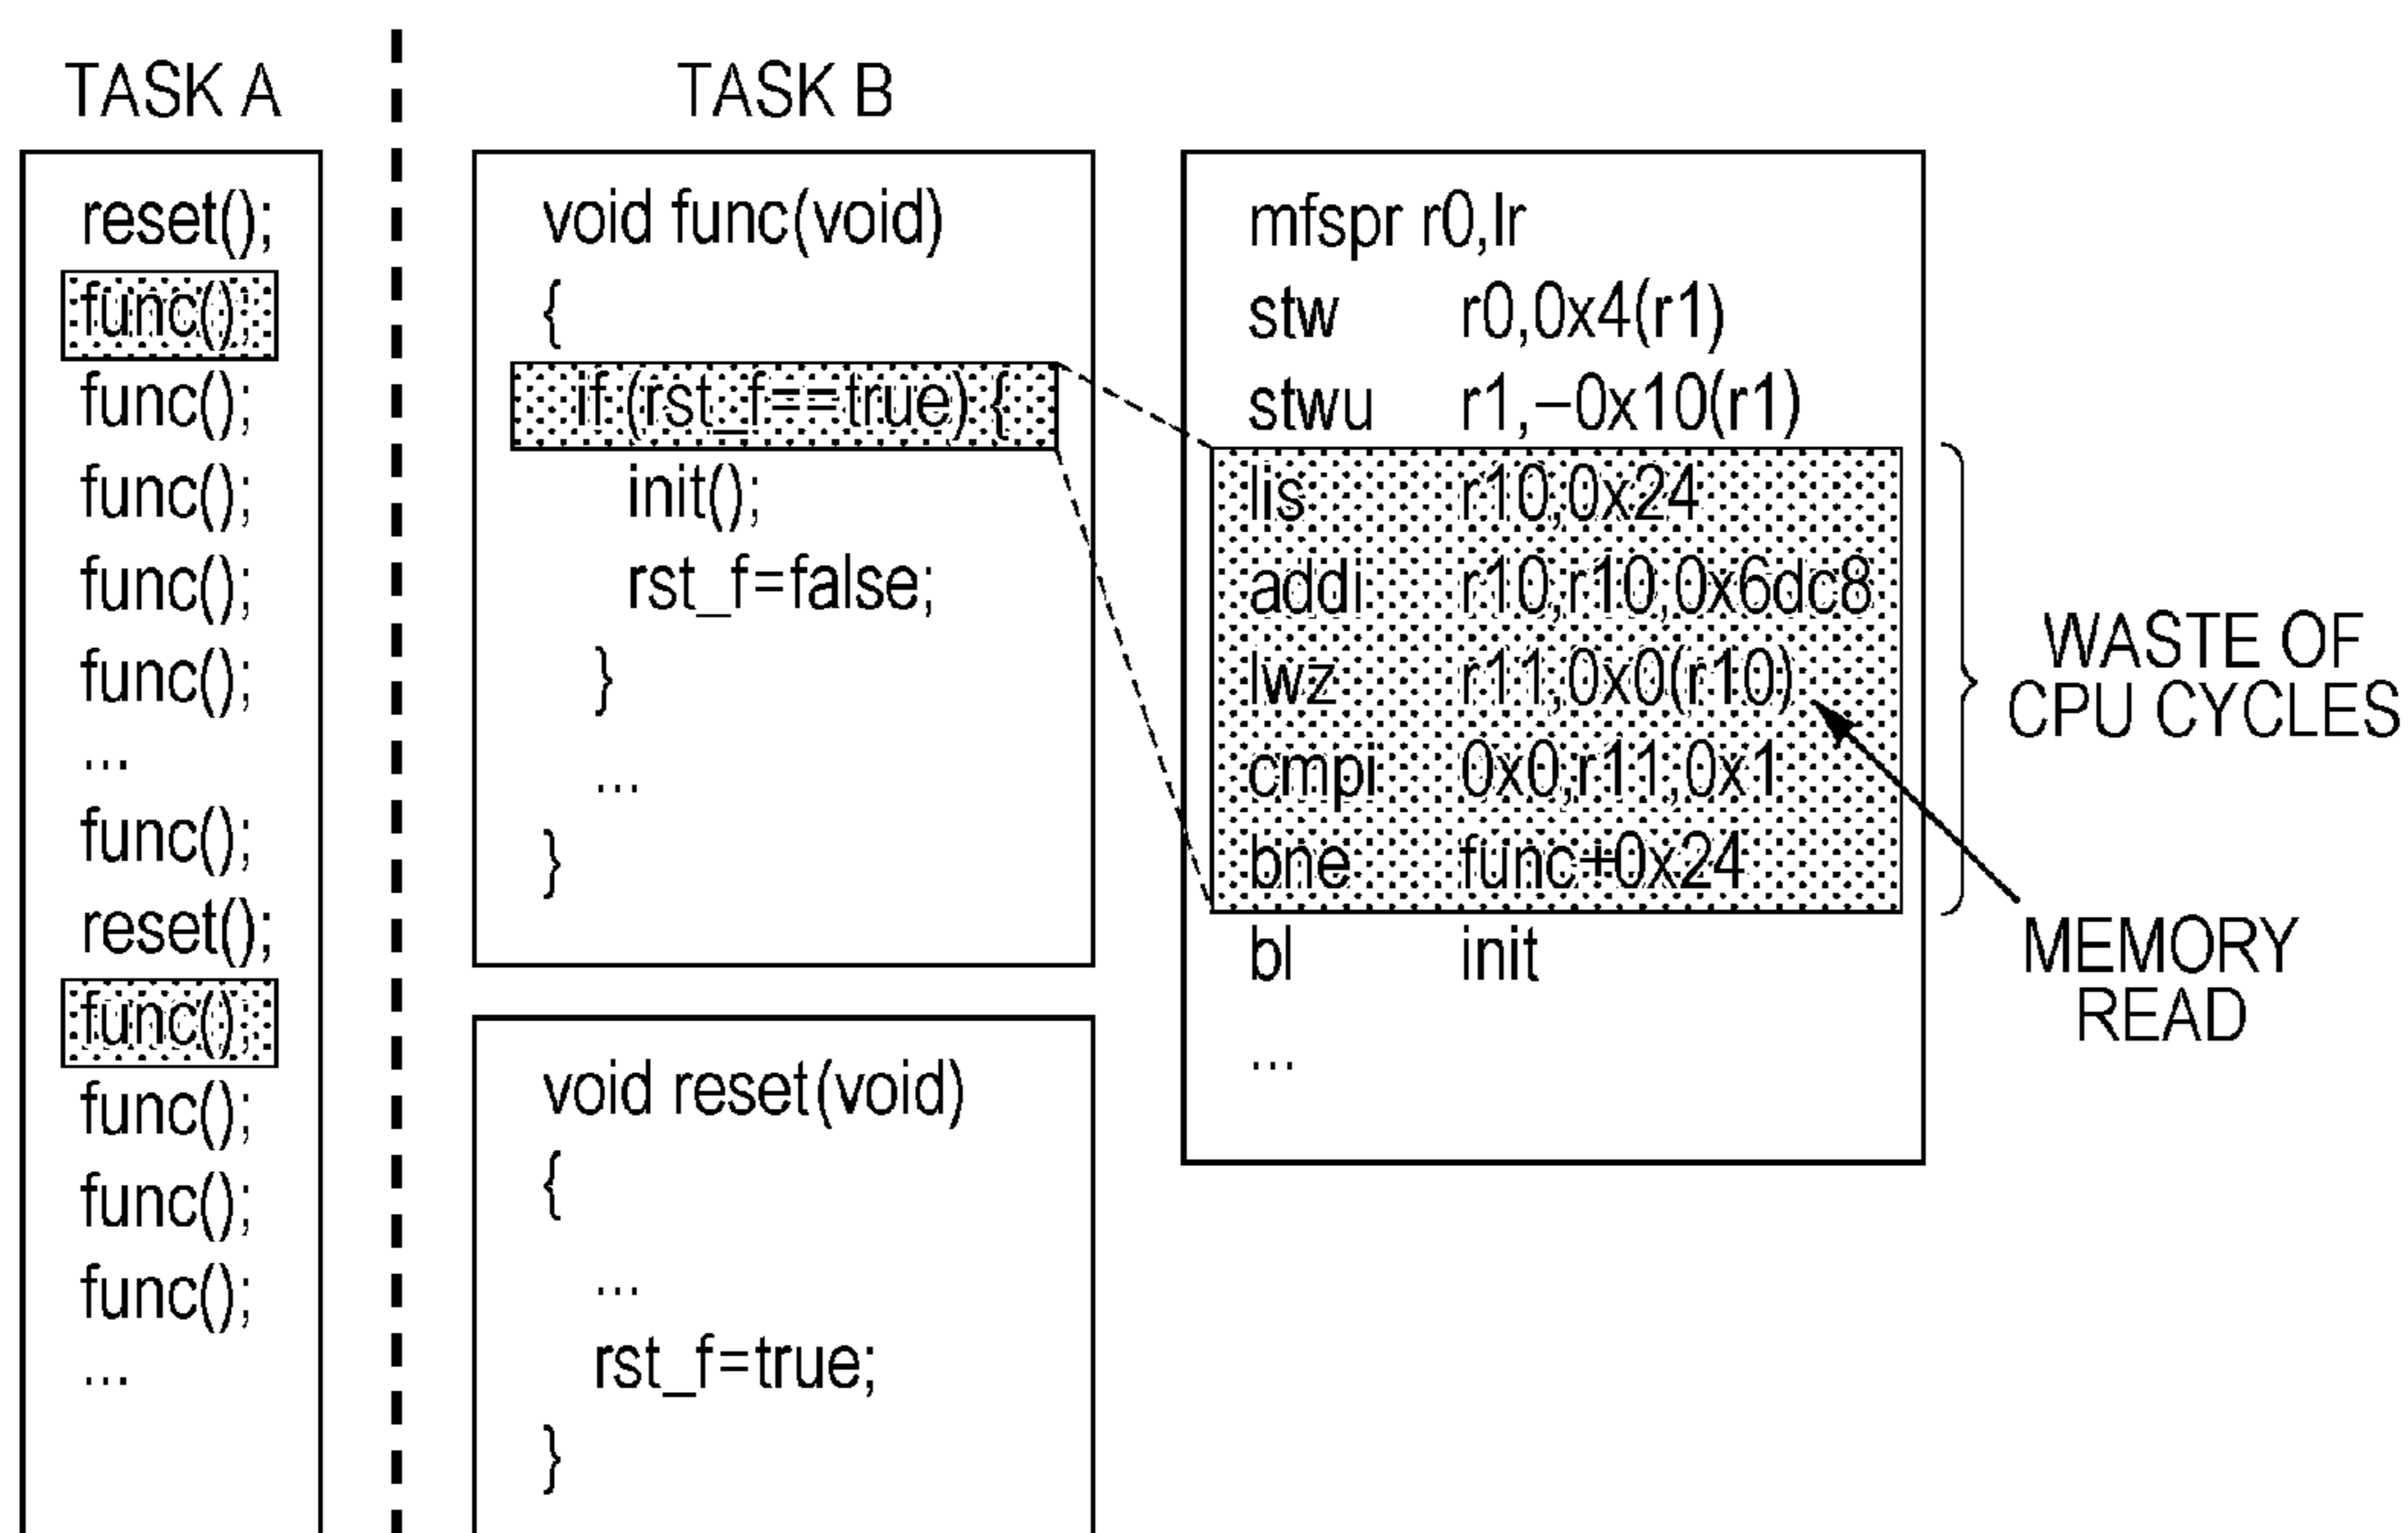 TASK A
reset();
func();
func();
func();
func();
func();
...
func();
reset();
func();
func();
func();
func();
...
TASK B
void func(void)
{
if (rst_f==true) {
init();
rst_f=false;
}
...
}
void reset(void)
{
...
rst_f=true;
}
mfspr r0,lr
stw r0,0x4(r1)
stwu r1,−0x10(r1)
lis r10,0x24
addi r10,r10,0x6dc8
lwz r11,0x0(r10)
cmpi 0x0,r11,0x1
bne func+0x24
bl init
...
WASTE OF
CPU CYCLES
MEMORY
READ